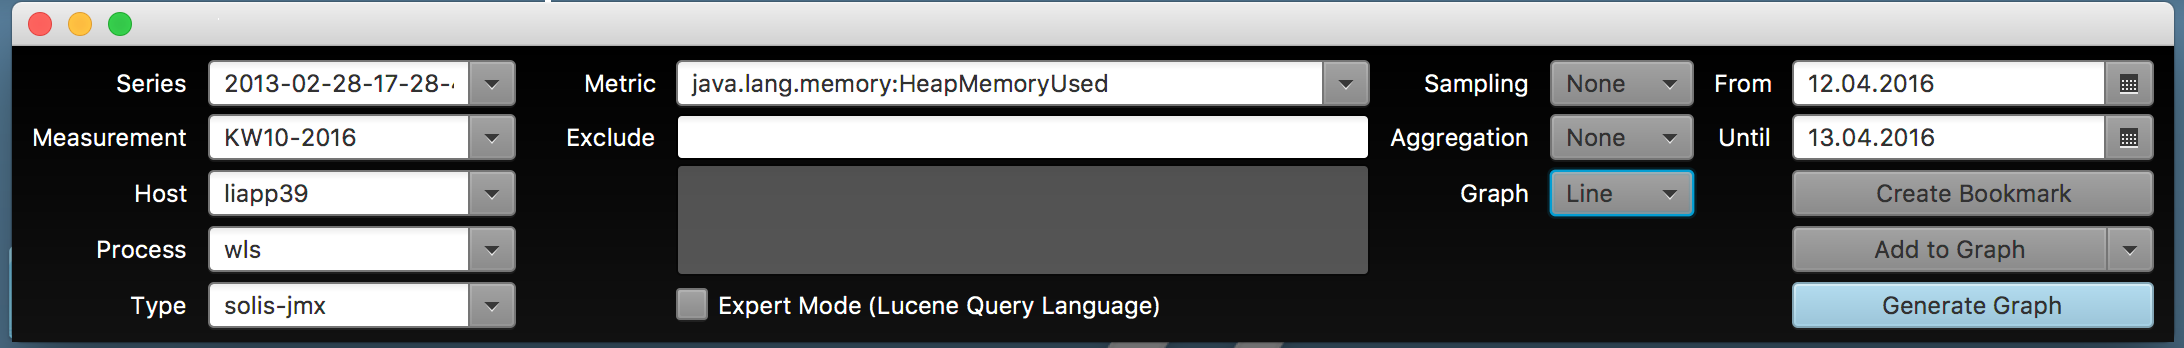 Series 2013-02-28-17-28- Metric java.lang.memory:HeapMemoryUsed Sampling None From 12.04.2016
Measurement KW10-2016 Exclude Aggregation None Until 13.04.2016
Host liapp39 Graph Line Create Bookmark
Process wls Add to Graph
Type solis-jmx Expert Mode (Lucene Query Language) Generate Graph